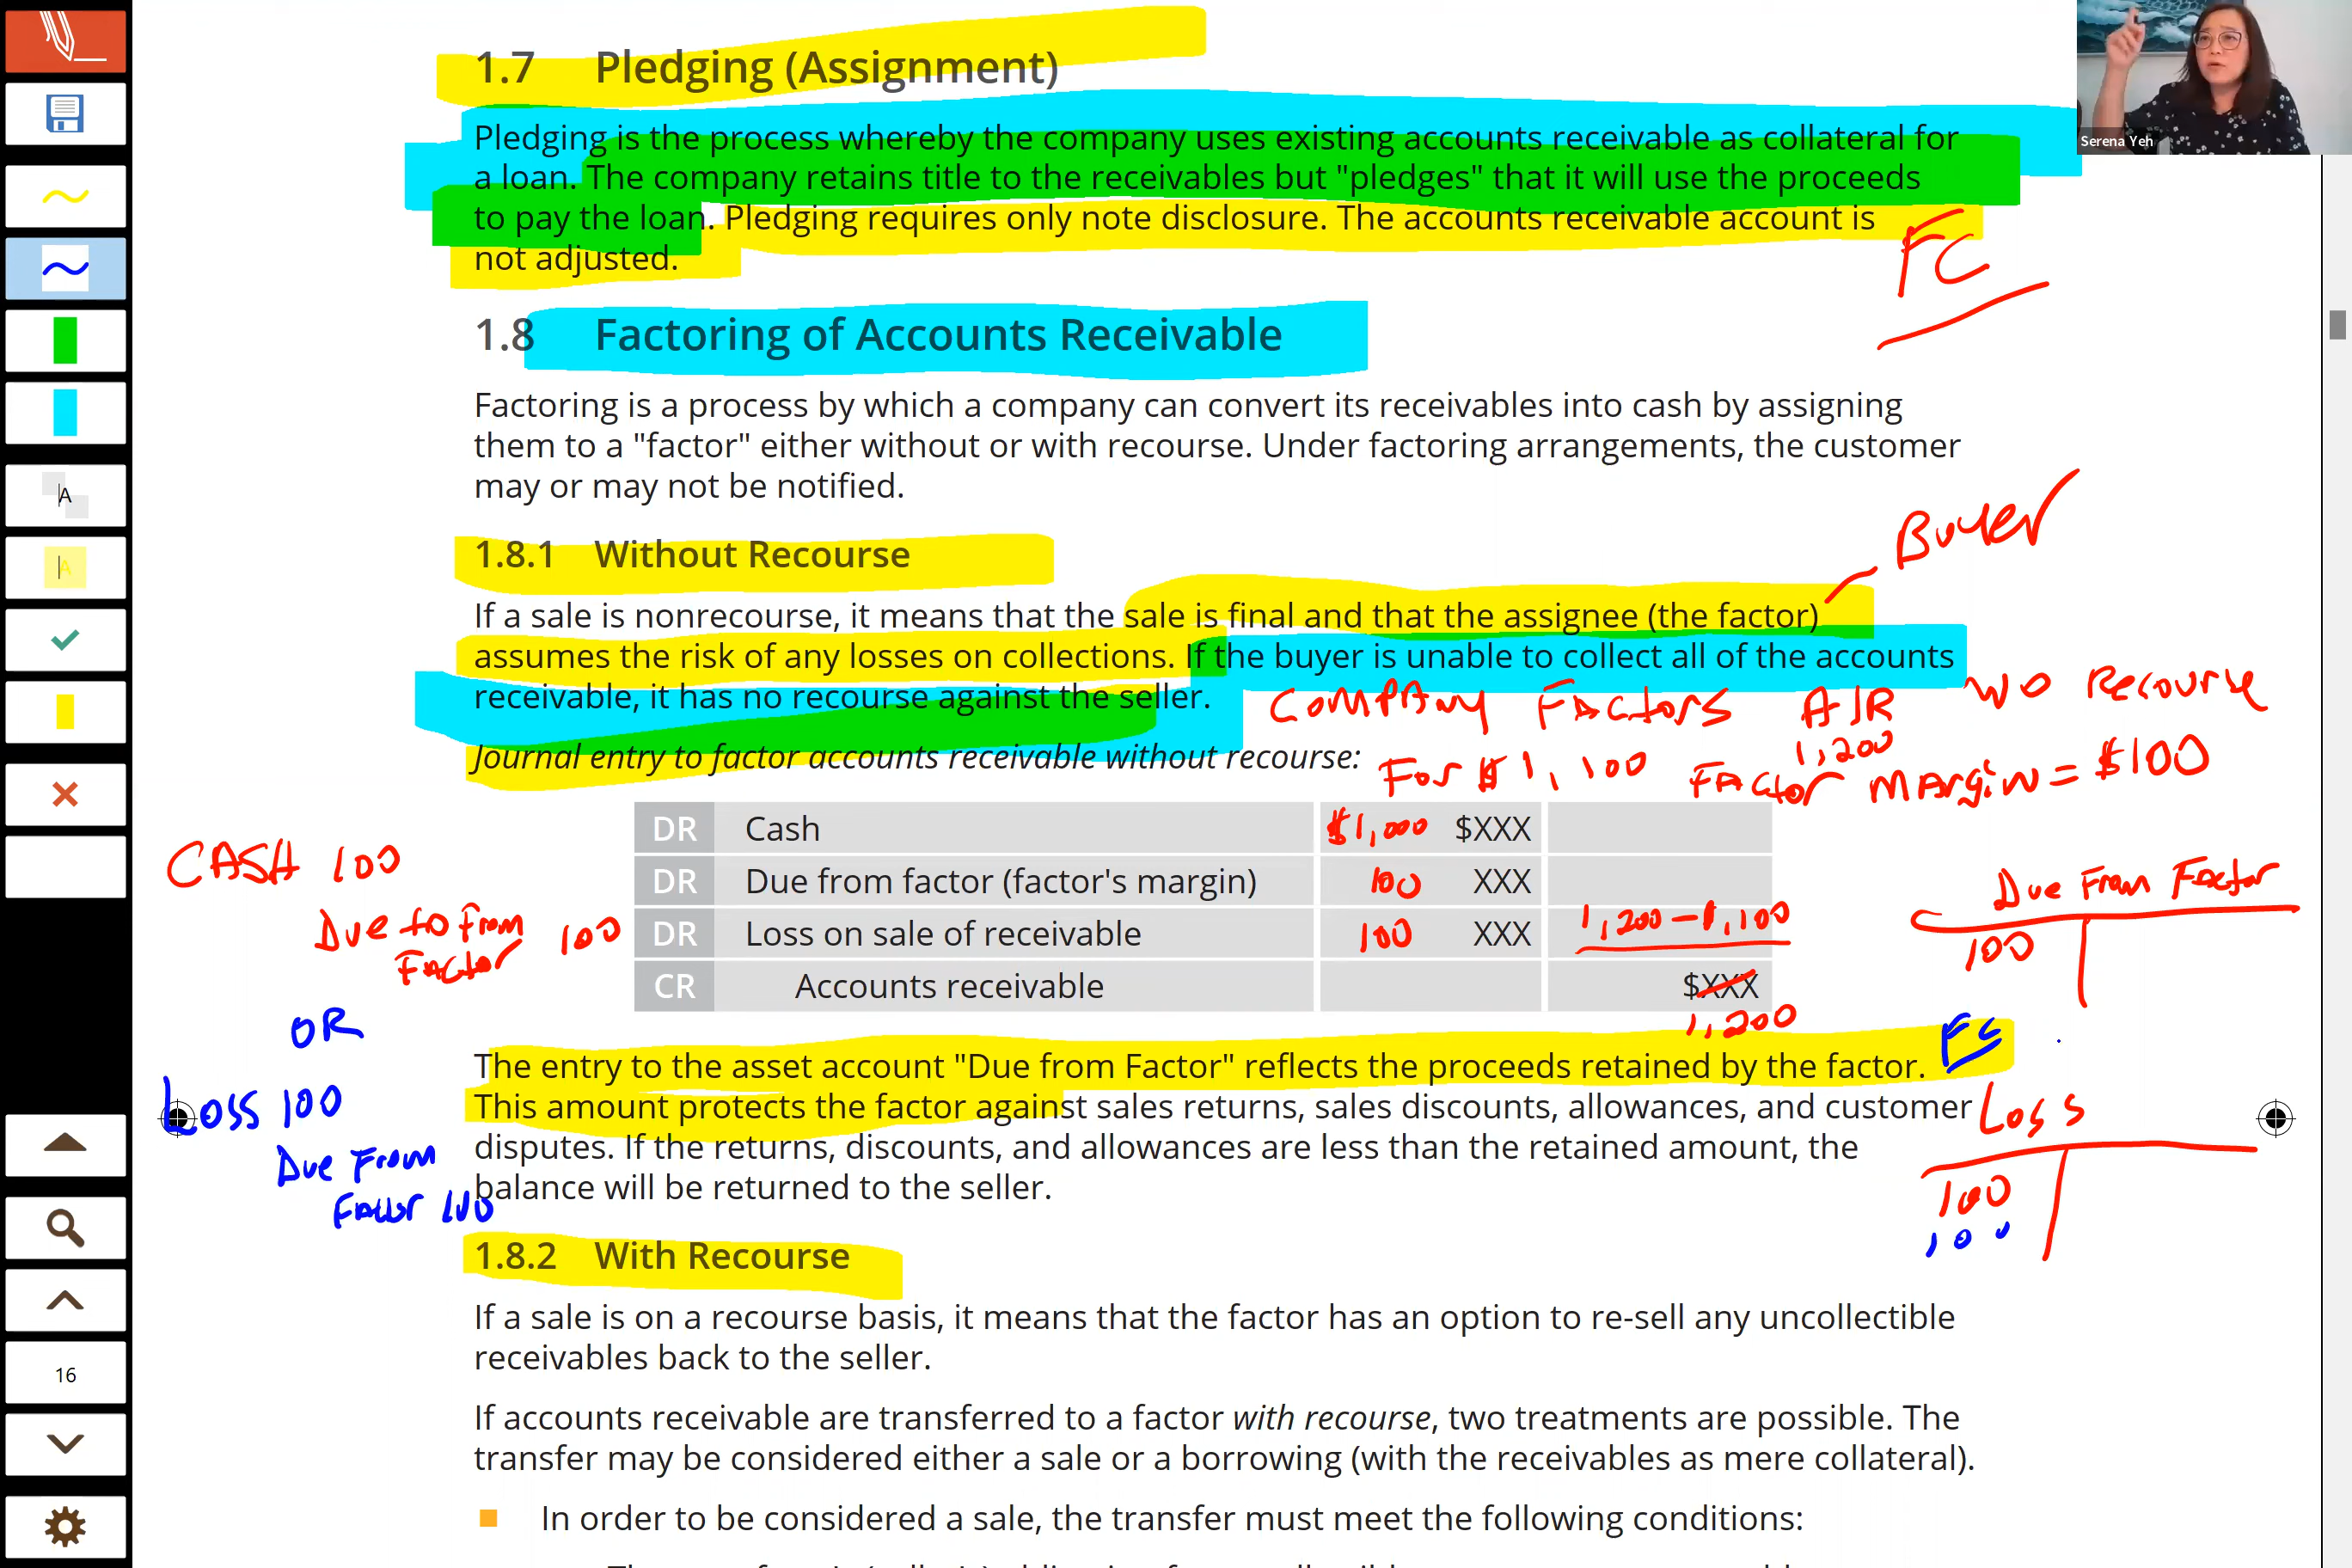 1.7 Pledging (Assignment)
Serena Yeh
Pledging is the process whereby the company uses existing accounts receivable as collateral for
a loan. The company retains title to the receivables but "pledges" that it will use the proceeds
to pay the loan. Pledging requires only note disclosure. The accounts receivable account is
not adjusted.
FC
1.8 Factoring of Accounts Receivable
Factoring is a process by which a company can convert its receivables into cash by assigning
them to a "factor" either without or with recourse. Under factoring arrangements, the customer
may or may not be notified.
Buyer
1.8.1 Without Recourse
If a sale is nonrecourse, it means that the sale is final and that the assignee (the factor)
assumes the risk of any losses on collections. If the buyer is unable to collect all of the accounts
receivable, it has no recourse against the seller.
Company Factors A/R WO Recourse
1,200
Journal entry to factor accounts receivable without recourse:
For $1,100 Factor Margin = $100
DR Cash $1,000 $XXX
DR Due from factor (factor's margin) 100 XXX
DR Loss on sale of receivable 100 XXX 1,200 - 1,100
CR Accounts receivable $XXX
1,200
CASH 100
Due to From
Factor 100
OR
Loss 100
Due From
Factor 100
Due From Factor
100
The entry to the asset account "Due from Factor" reflects the proceeds retained by the factor.
This amount protects the factor against sales returns, sales discounts, allowances, and customer
disputes. If the returns, discounts, and allowances are less than the retained amount, the
balance will be returned to the seller.
Loss
100
100
1.8.2 With Recourse
If a sale is on a recourse basis, it means that the factor has an option to re-sell any uncollectible
receivables back to the seller.
If accounts receivable are transferred to a factor with recourse, two treatments are possible. The
transfer may be considered either a sale or a borrowing (with the receivables as mere collateral).
In order to be considered a sale, the transfer must meet the following conditions:
16